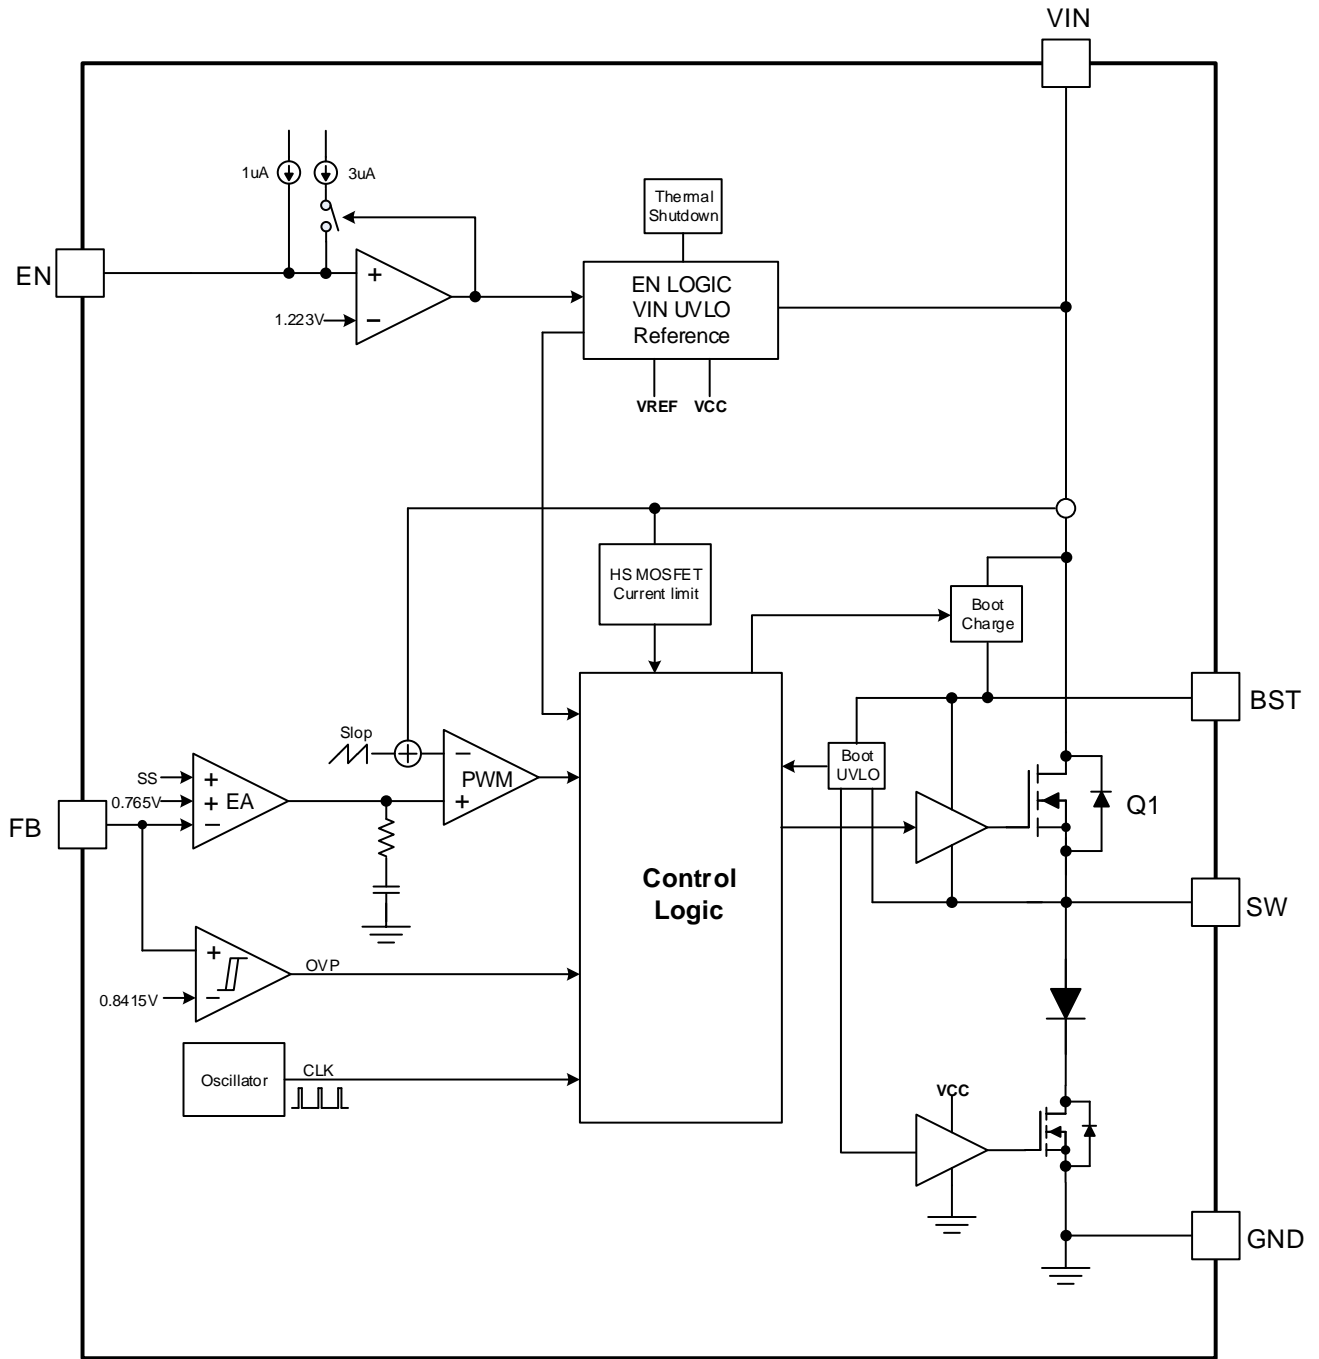 VIN
1uA
3uA
Thermal
Shutdown
EN
+
1.223V
−
EN LOGIC
VIN UVLO
Reference
VREF
VCC
HS MOSFET
Current limit
Boot
Charge
BST
Slop
+
−
PWM
+
Boot
UVLO
SS
+
0.765V
+
EA
−
FB
Q1
Control
Logic
SW
+
OVP
0.8415V
−
Oscillator
CLK
VCC
GND